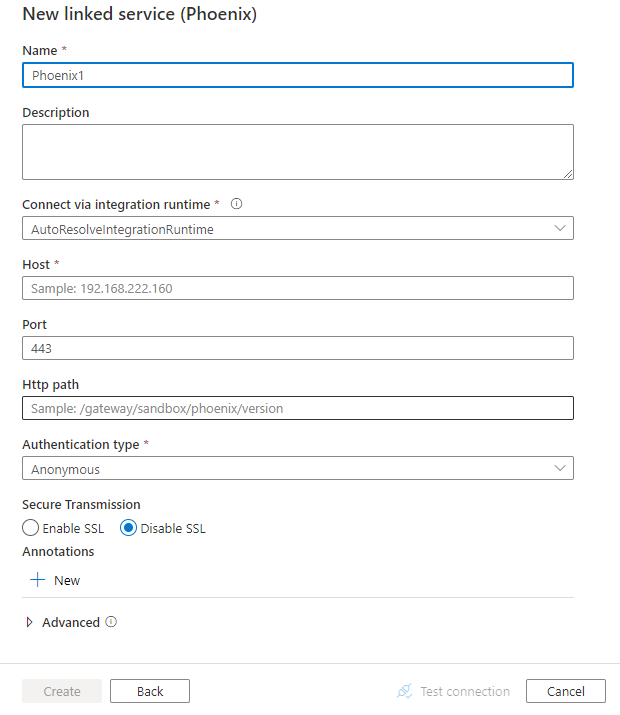 New linked service (Phoenix)
Name *
Phoenix1
Description
Connect via integration runtime *
AutoResolveIntegrationRuntime
Host *
Sample: 192.168.222.160
Port
443
Http path
Sample: /gateway/sandbox/phoenix/version
Authentication type *
Anonymous
Secure Transmission
Enable SSL Disable SSL
Annotations
New
Advanced
Create Back Test connection Cancel